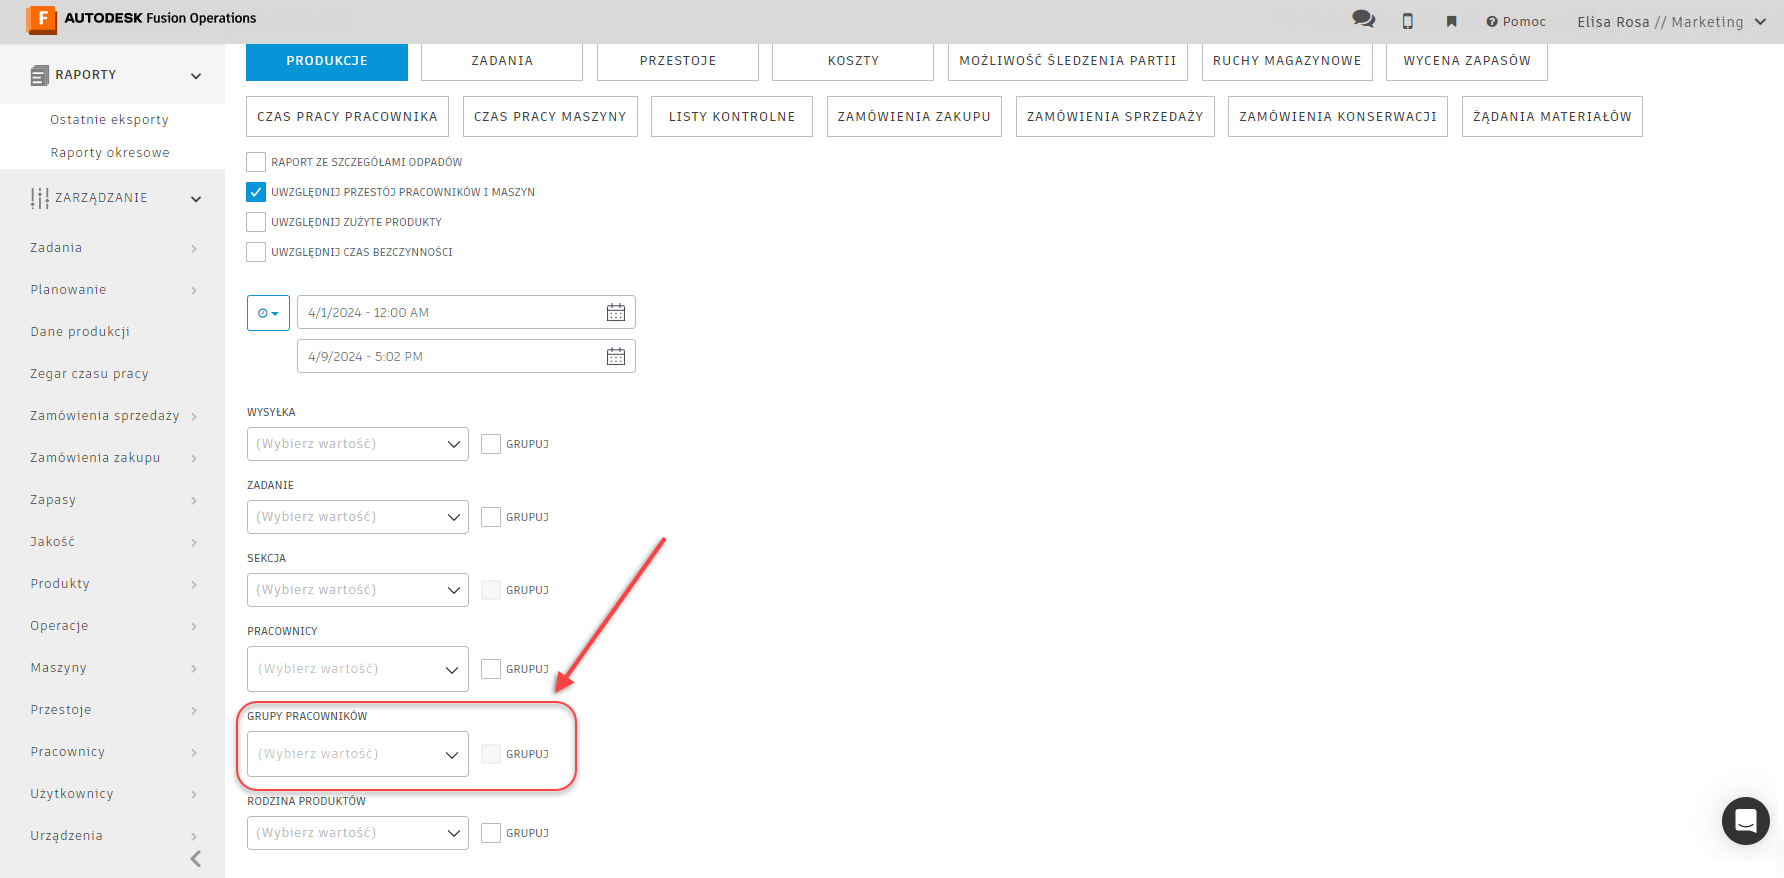 AUTODESK Fusion Operations
Pomoc
Elisa Rosa // Marketing
RAPORTY
Ostatnie eksporty
Raporty okresowe
ZARZĄDZANIE
Zadania
Planowanie
Dane produkcji
Zegar czasu pracy
Zamówienia sprzedaży
Zamówienia zakupu
Zapasy
Jakość
Produkty
Operacje
Maszyny
Przestoje
Pracownicy
Użytkownicy
Urządzenia
PRODUKCJE
ZADANIA
PRZESTOJE
KOSZTY
MOŻLIWOŚĆ ŚLEDZENIA PARTII
RUCHY MAGAZYNOWE
WYCENA ZAPASÓW
CZAS PRACY PRACOWNIKA
CZAS PRACY MASZYNY
LISTY KONTROLNE
ZAMÓWIENIA ZAKUPU
ZAMÓWIENIA SPRZEDAŻY
ZAMÓWIENIA KONSERWACJI
ŻĄDANIA MATERIAŁÓW
RAPORT ZE SZCZEGÓŁAMI ODPADÓW
UWZGLĘDNIJ PRZESTÓJ PRACOWNIKÓW I MASZYN
UWZGLĘDNIJ ZUŻYTE PRODUKTY
UWZGLĘDNIJ CZAS BEZCZYNNOŚCI
4/1/2024 - 12:00 AM
4/9/2024 - 5:02 PM
WYSYŁKA
(Wybierz wartość)
GRUPUJ
ZADANIE
(Wybierz wartość)
GRUPUJ
SEKCJA
(Wybierz wartość)
GRUPUJ
PRACOWNICY
(Wybierz wartość)
GRUPUJ
GRUPY PRACOWNIKÓW
(Wybierz wartość)
GRUPUJ
RODZINA PRODUKTÓW
(Wybierz wartość)
GRUPUJ